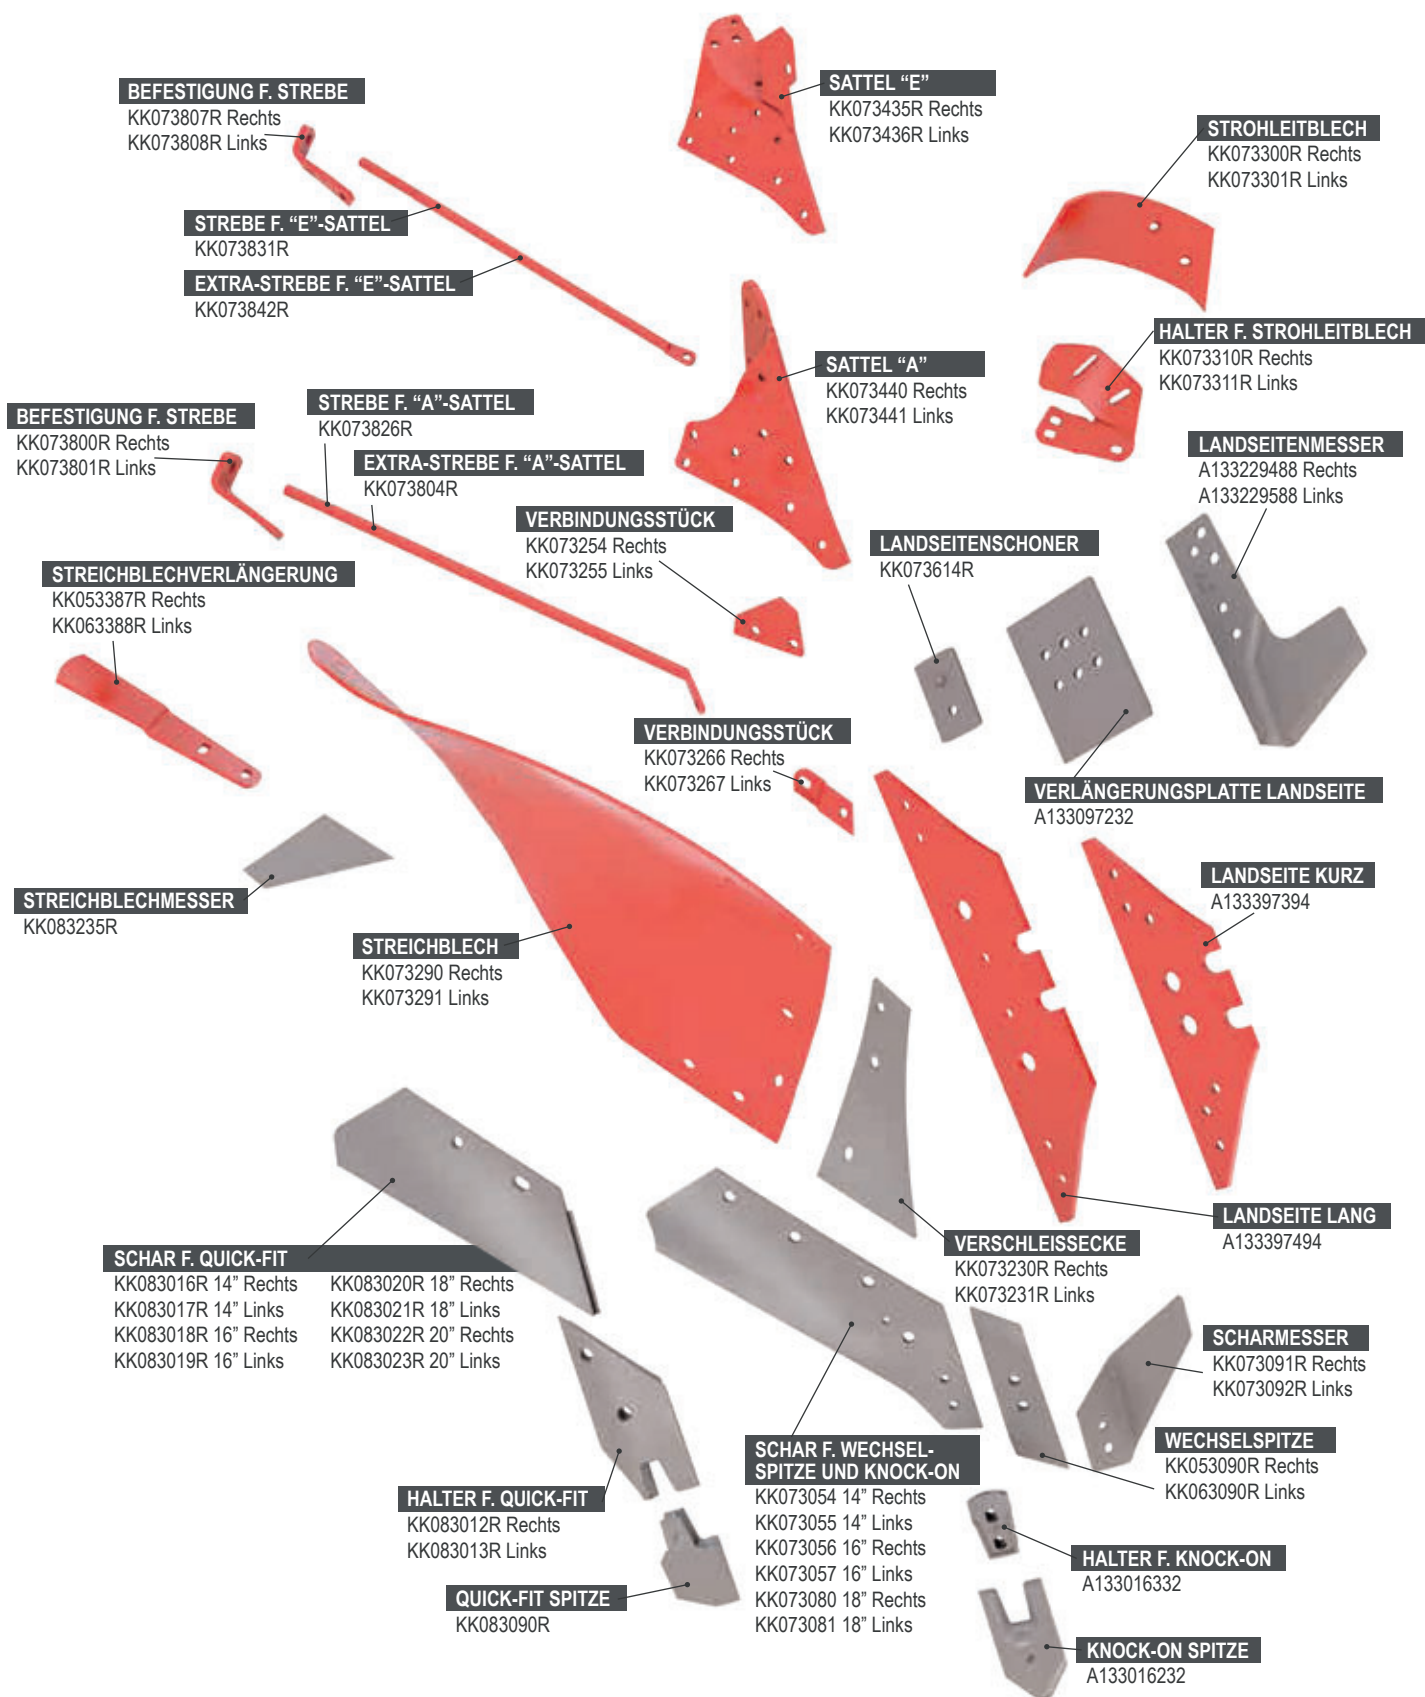 BEFESTIGUNG F. STREBE
KK073807R Rechts
KK073808R Links
SATTEL “E”
KK073435R Rechts
KK073436R Links
STROHLEITBLECH
KK073300R Rechts
KK073301R Links
STREBE F. “E”-SATTEL
KK073831R
EXTRA-STREBE F. “E”-SATTEL
KK073842R
HALTER F. STROHLEITBLECH
KK073310R Rechts
KK073311R Links
SATTEL “A”
KK073440 Rechts
KK073441 Links
BEFESTIGUNG F. STREBE
KK073800R Rechts
KK073801R Links
STREBE F. “A”-SATTEL
KK073826R
EXTRA-STREBE F. “A”-SATTEL
KK073804R
LANDSEITENMESSER
A133229488 Rechts
A133229588 Links
VERBINDUNGSSTÜCK
KK073254 Rechts
KK073255 Links
LANDSEITENSCHONER
KK073614R
STREICHBLECHVERLÄNGERUNG
KK053387R Rechts
KK063388R Links
VERBINDUNGSSTÜCK
KK073266 Rechts
KK073267 Links
VERLÄNGERUNGSPLATTE LANDSEITE
A133097232
STREICHBLECHMESSER
KK083235R
LANDSEITE KURZ
A133397394
STREICHBLECH
KK073290 Rechts
KK073291 Links
LANDSEITE LANG
A133397494
VERSCHLEISSECKE
KK073230R Rechts
KK073231R Links
SCHAR F. QUICK-FIT
KK083016R 14” Rechts
KK083017R 14” Links
KK083018R 16” Rechts
KK083019R 16” Links
KK083020R 18” Rechts
KK083021R 18” Links
KK083022R 20” Rechts
KK083023R 20” Links
SCHARMESSER
KK073091R Rechts
KK073092R Links
WECHSELSPITZE
KK053090R Rechts
KK063090R Links
SCHAR F. WECHSEL-
SPITZE UND KNOCK-ON
KK073054 14” Rechts
KK073055 14” Links
KK073056 16” Rechts
KK073057 16” Links
KK073080 18” Rechts
KK073081 18” Links
HALTER F. QUICK-FIT
KK083012R Rechts
KK083013R Links
HALTER F. KNOCK-ON
A133016332
QUICK-FIT SPITZE
KK083090R
KNOCK-ON SPITZE
A133016232